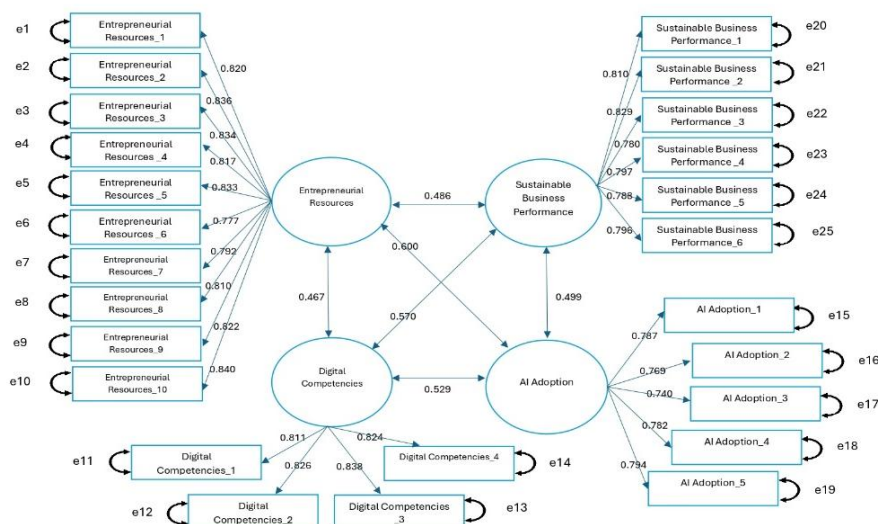 e1
Entrepreneurial
Resources_1
e2
Entrepreneurial
Resources_2
e3
Entrepreneurial
Resources_3
e4
Entrepreneurial
Resources _4
e5
Entrepreneurial
Resources _5
e6
Entrepreneurial
Resources _6
e7
Entrepreneurial
Resources_7
e8
Entrepreneurial
Resources_8
e9
Entrepreneurial
Resources_9
e10
Entrepreneurial
Resources_10
0.820
0.836
0.834
0.817
0.833
0.777
0.792
0.810
0.822
0.840
Entrepreneurial
Resources
0.486
Sustainable
Business
Performance
0.600
0.467
0.570
0.499
Digital
Competencies
0.529
AI Adoption
0.810
0.829
0.780
0.797
0.788
0.796
Sustainable Business
Performance_1
e20
Sustainable Business
Performance _2
e21
Sustainable Business
Performance _3
e22
Sustainable Business
Performance _4
e23
Sustainable Business
Performance _5
e24
Sustainable Business
Performance_6
e25
0.787
0.769
0.740
0.782
0.794
AI Adoption_1
e15
AI Adoption_2
e16
AI Adoption_3
e17
AI Adoption_4
e18
AI Adoption_5
e19
0.811
0.826
0.838
0.824
e11
Digital
Competencies_1
e12
Digital
Competencies_2
Digital Competencies
_3
e13
Digital Competencies_4
e14